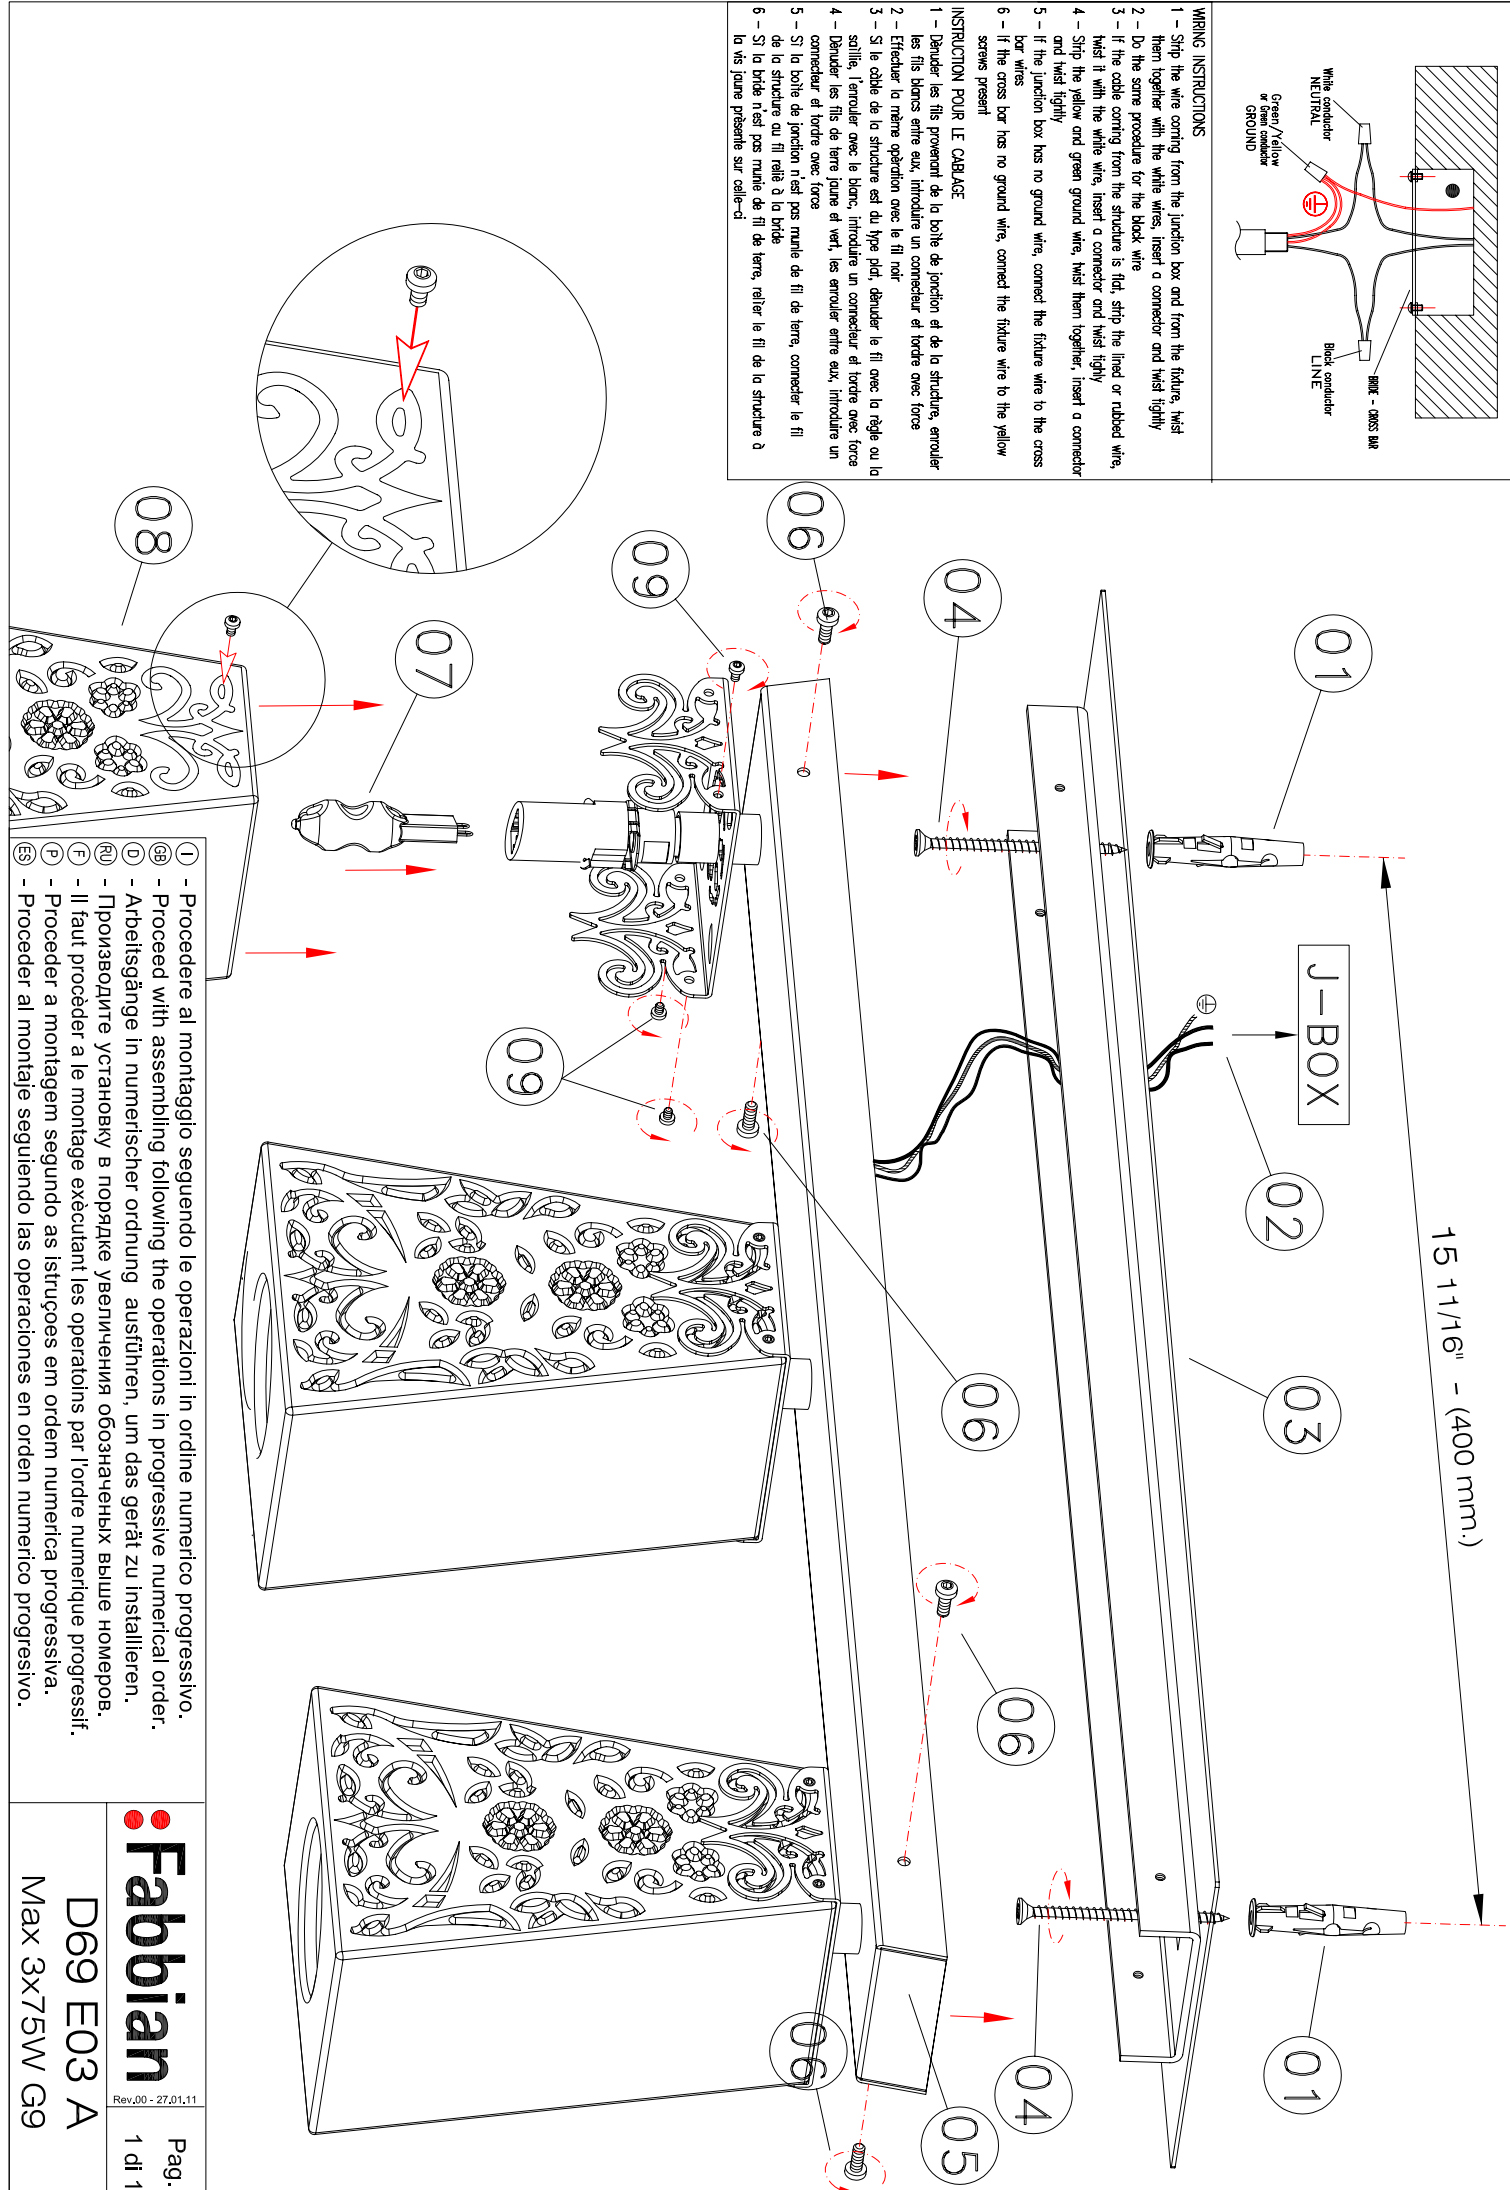 BRIDE - CROSS BAR
White conductor
NEUTRAL
Green/Yellow
or Green conductor
GROUND
Black conductor
LINE
WIRING INSTRUCTIONS
1 - Strip the wire coming from the junction box and from the fixture, twist
them together with the white wires, insert a connector and twist tightly
2 - Do the same procedure for the black wire
3 - If the cable coming from the structure is flat, strip the lined or rubbed wire,
twist it with the white wire, insert a connector and twist tightly
4 - Strip the yellow and green ground wire, twist them together, insert a connector
and twist tightly
5 - If the junction box has no ground wire, connect the fixture wire to the cross
bar wires
6 - If the cross bar has no ground wire, connect the fixture wire to the yellow
screws present
INSTRUCTION POUR LE CABLAGE
1 - Dènuder les fils provenant de la boîte de jonction et de la structure, enrouler
les fils blancs entre eux, introduire un connecteur et tordre avec force
2 - Effectuer la mème opèration avec le fil noir
3 - Si le câble de la structure est du type plat, dènuder le fil avec la règle ou la
saillie, l'enrouler avec le blanc, introduire un connecteur et tordre avec force
4 - Dènuder les fils de terre jaune et vert, les enrouler entre eux, introduire un
connecteur et tordre avec force
5 - Si la boîte de jonction n'est pas munie de fil de terre, connecter le fil
de la structure au fil reliè à la bride
6 - Si la bride n'est pas munie de fil de terre, relier le fil de la structure à
la vis jaune prèsente sur celle-ci
15 11/16" - (400 mm.)
J-BOX
01
02
03
01
04
06
09
07
08
09
06
06
04
05
06
I - Procedere al montaggio seguendo le operazioni in ordine numerico progressivo.
GB - Proceed with assembling following the operations in progressive numerical order.
D - Arbeitsgänge in numerischer ordnung ausführen, um das gerät zu installieren.
RU - Производите установку в порядке увеличения обозначенных выше номеров.
F - Il faut procèder a le montage exècutant les operatoins par l'ordre numerique progressif.
P - Proceder a montagem segundo as istruçoes em ordem numerica progressiva.
ES - Proceder al montaje seguiendo las operaciones en orden numerico progresivo.
Fabbian
Rev.00 - 27.01.11
Pag.
1 di 1
D69 E03 A
Max 3x75W G9